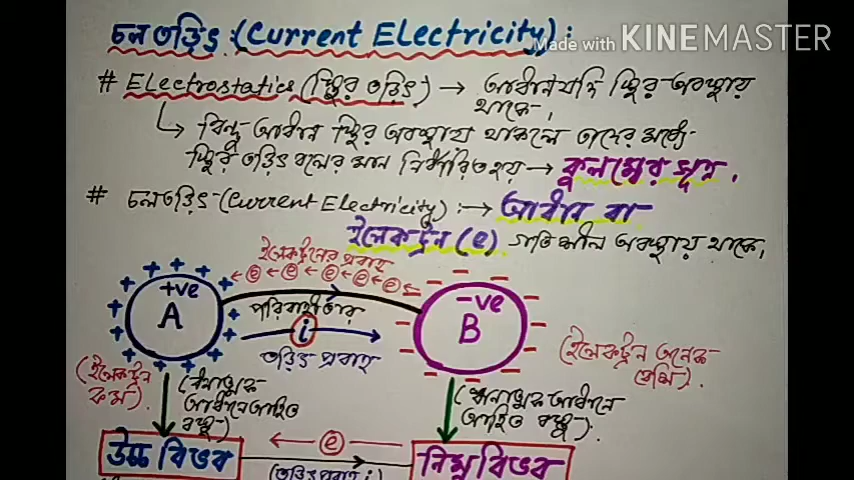 চল তড়িৎ:(Current Electricity):
Made with KINEMASTER
# Electrostatics (স্থির তড়িৎ) → আধান যদি স্থির অবস্থায়
থাকে,
↳ বিন্দু আধান স্থির অবস্থায় থাকলে তাদের মধ্যে
স্থির তড়িৎ বলের মান নির্ধারিত হয় → কুলম্বের সূত্র.
# চলতড়িৎ-(Current Electricity) :→ আধান বা
ইলেকট্রন (e) গতিশীল অবস্থায় থাকে,
ইলেকট্রনের প্রবাহ
← e ← e ← e ← e ← e
+ve
A
পরিবাহী তার
i
তড়িৎ প্রবাহ
-ve
B
(ইলেকট্রন অনেক
বেশি).
(ইলেকট্রন
কম).
(ধনাত্মক
আধানে আহিত
বস্তু)
(ঋনাত্মক আধানে
আহিত বস্তু).
উচ্চ বিভব
e
(তড়িৎ প্রবাহ i)
নিম্ন বিভব